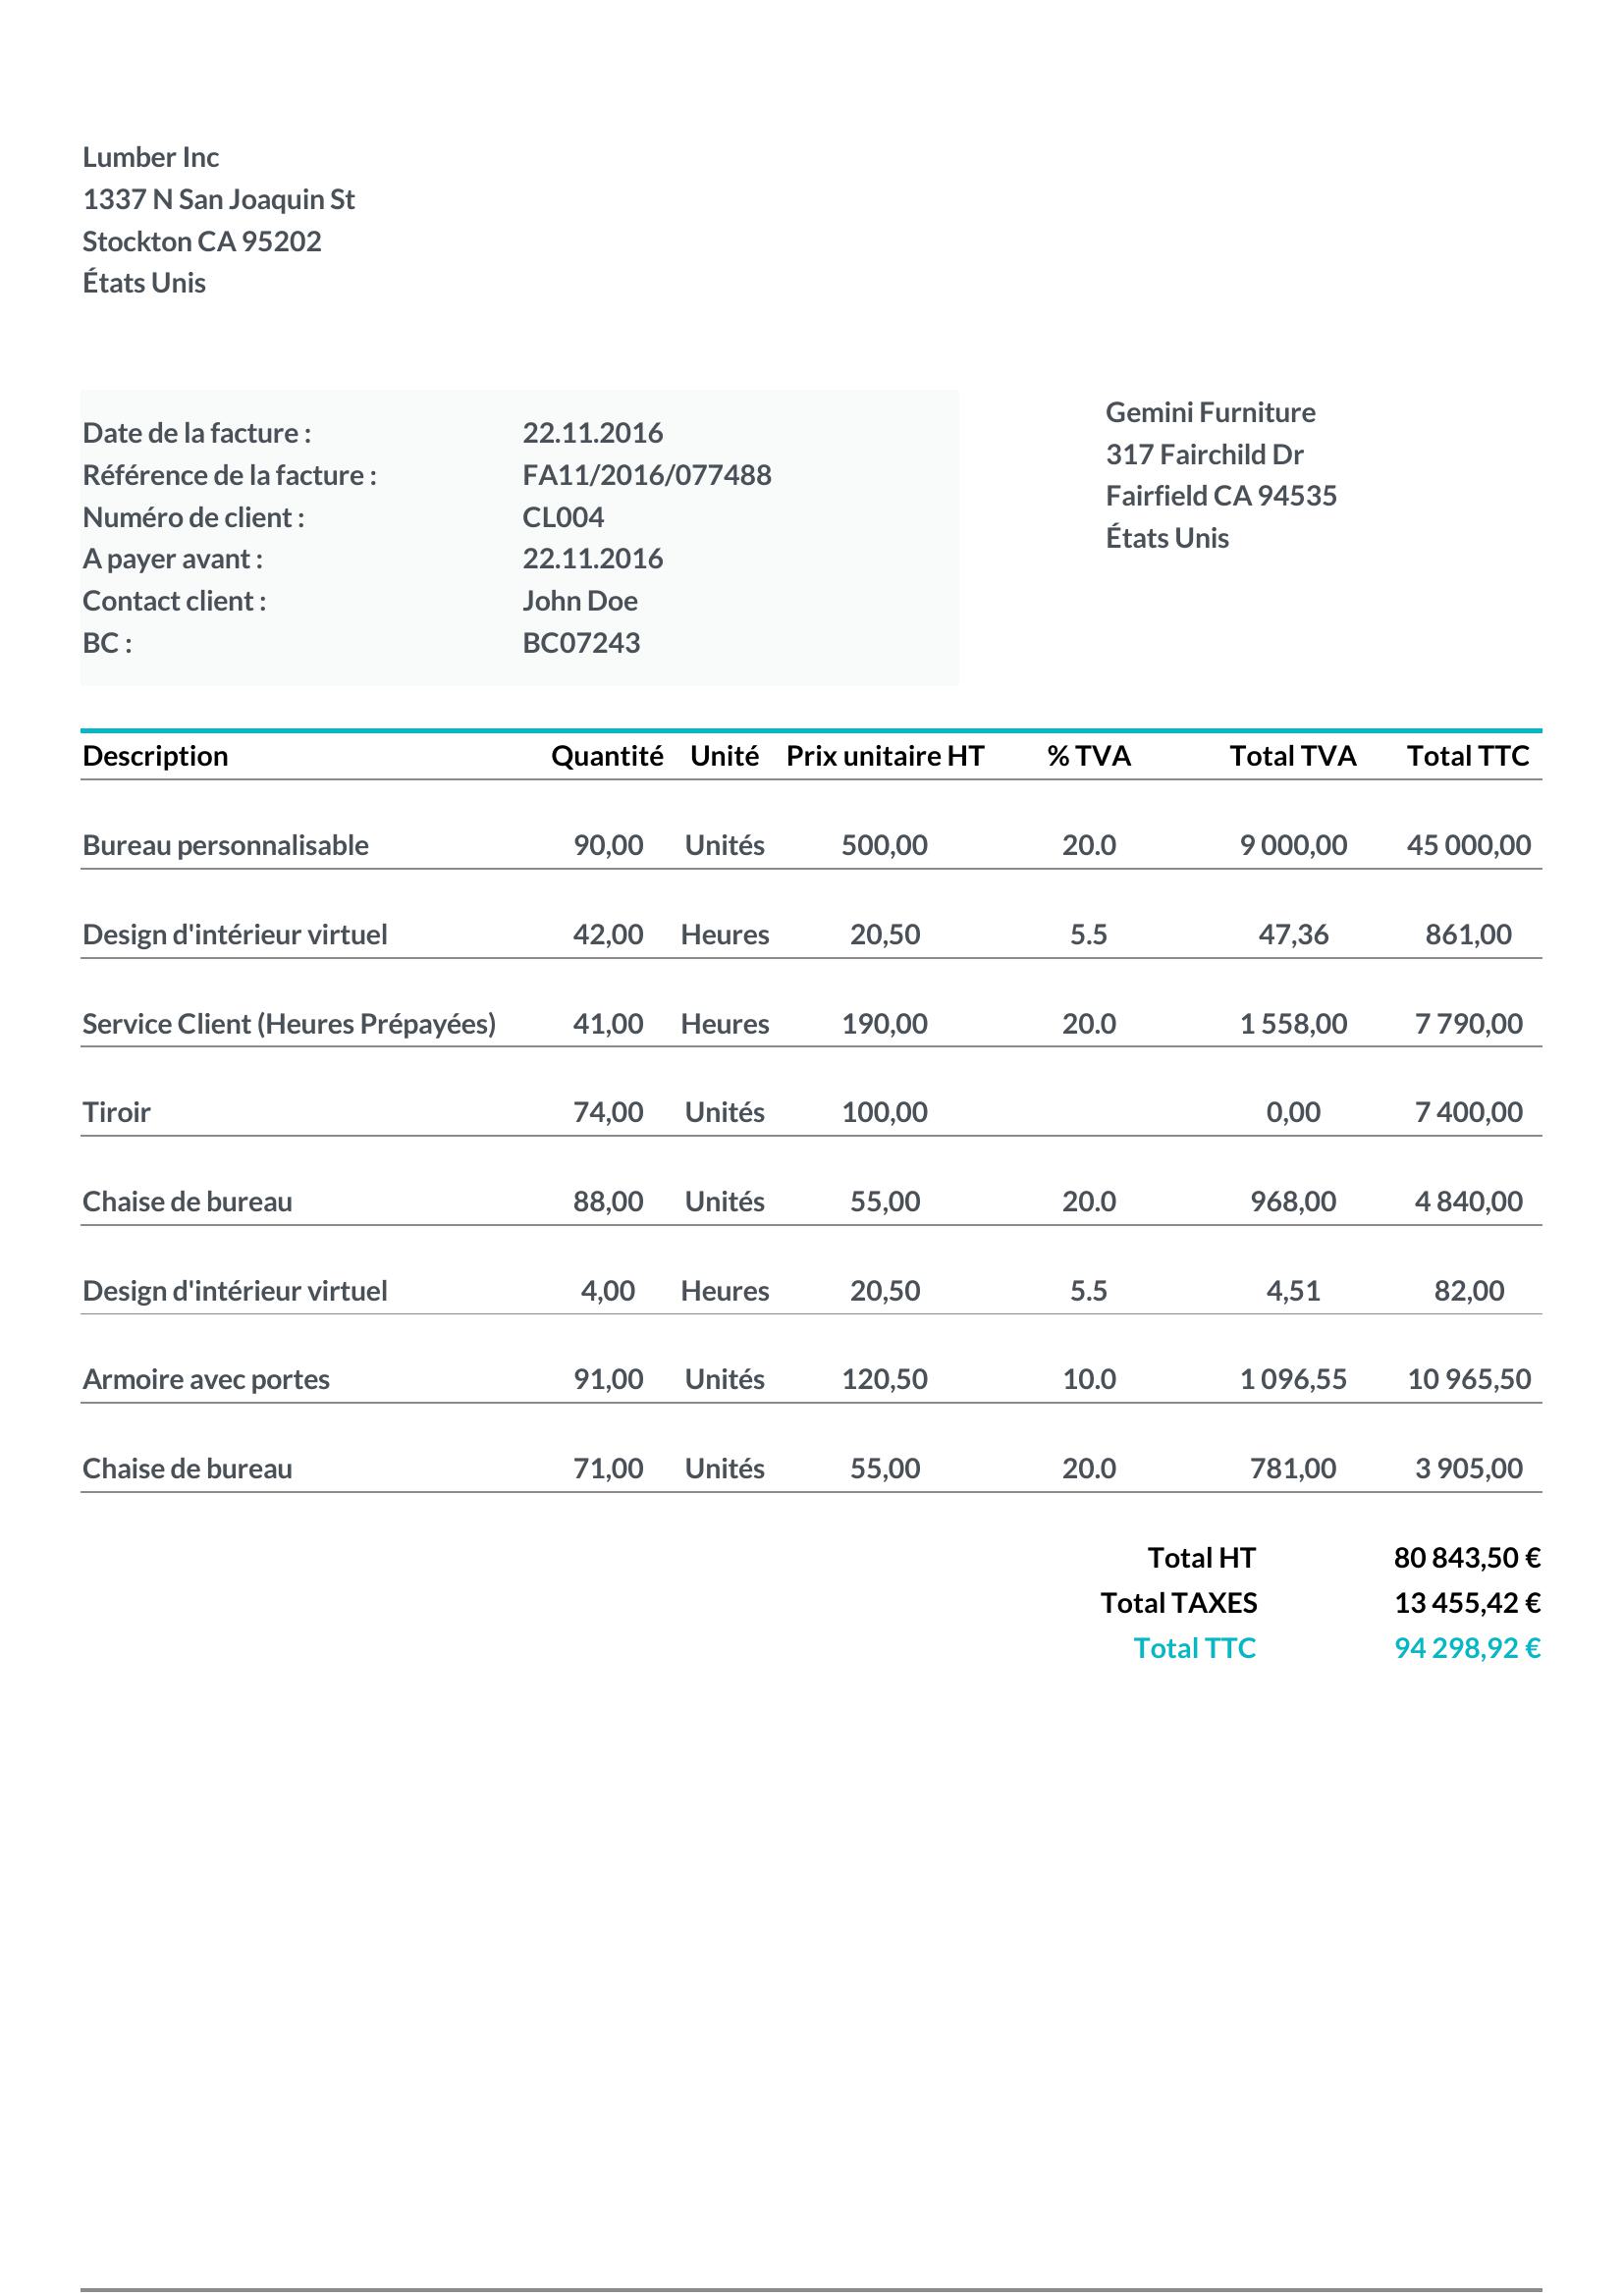 Lumber Inc
1337 N San Joaquin St
Stockton CA 95202
États Unis
Gemini Furniture
317 Fairchild Dr
Fairfield CA 94535
États Unis
Date de la facture : 22.11.2016
Référence de la facture : FA11/2016/077488
Numéro de client : CL004
A payer avant : 22.11.2016
Contact client : John Doe
BC : BC07243
Description Quantité Unité Prix unitaire HT % TVA Total TVA Total TTC
Bureau personnalisable 90,00 Unités 500,00 20.0 9 000,00 45 000,00
Design d'intérieur virtuel 42,00 Heures 20,50 5.5 47,36 861,00
Service Client (Heures Prépayées) 41,00 Heures 190,00 20.0 1 558,00 7 790,00
Tiroir 74,00 Unités 100,00 0,00 7 400,00
Chaise de bureau 88,00 Unités 55,00 20.0 968,00 4 840,00
Design d'intérieur virtuel 4,00 Heures 20,50 5.5 4,51 82,00
Armoire avec portes 91,00 Unités 120,50 10.0 1 096,55 10 965,50
Chaise de bureau 71,00 Unités 55,00 20.0 781,00 3 905,00
Total HT 80 843,50 €
Total TAXES 13 455,42 €
Total TTC 94 298,92 €